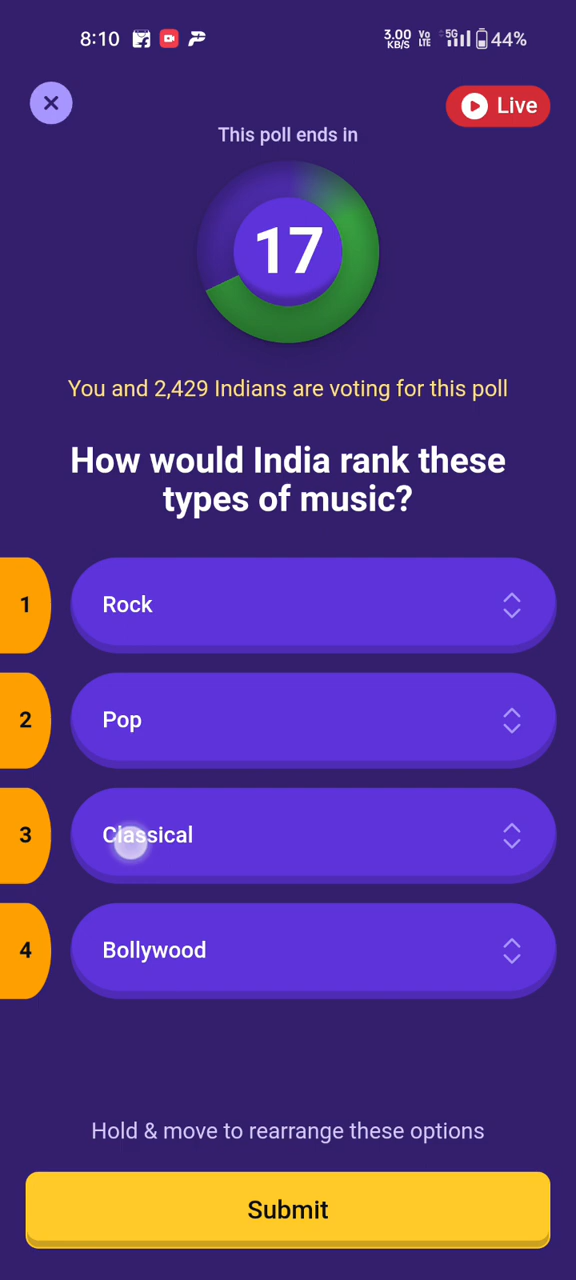 8:10 3.00 KB/S Vo LTE 5G 44%
Live
This poll ends in
17
You and 2,429 Indians are voting for this poll
How would India rank these
types of music?
1 Rock
2 Pop
3 Classical
4 Bollywood
Hold & move to rearrange these options
Submit